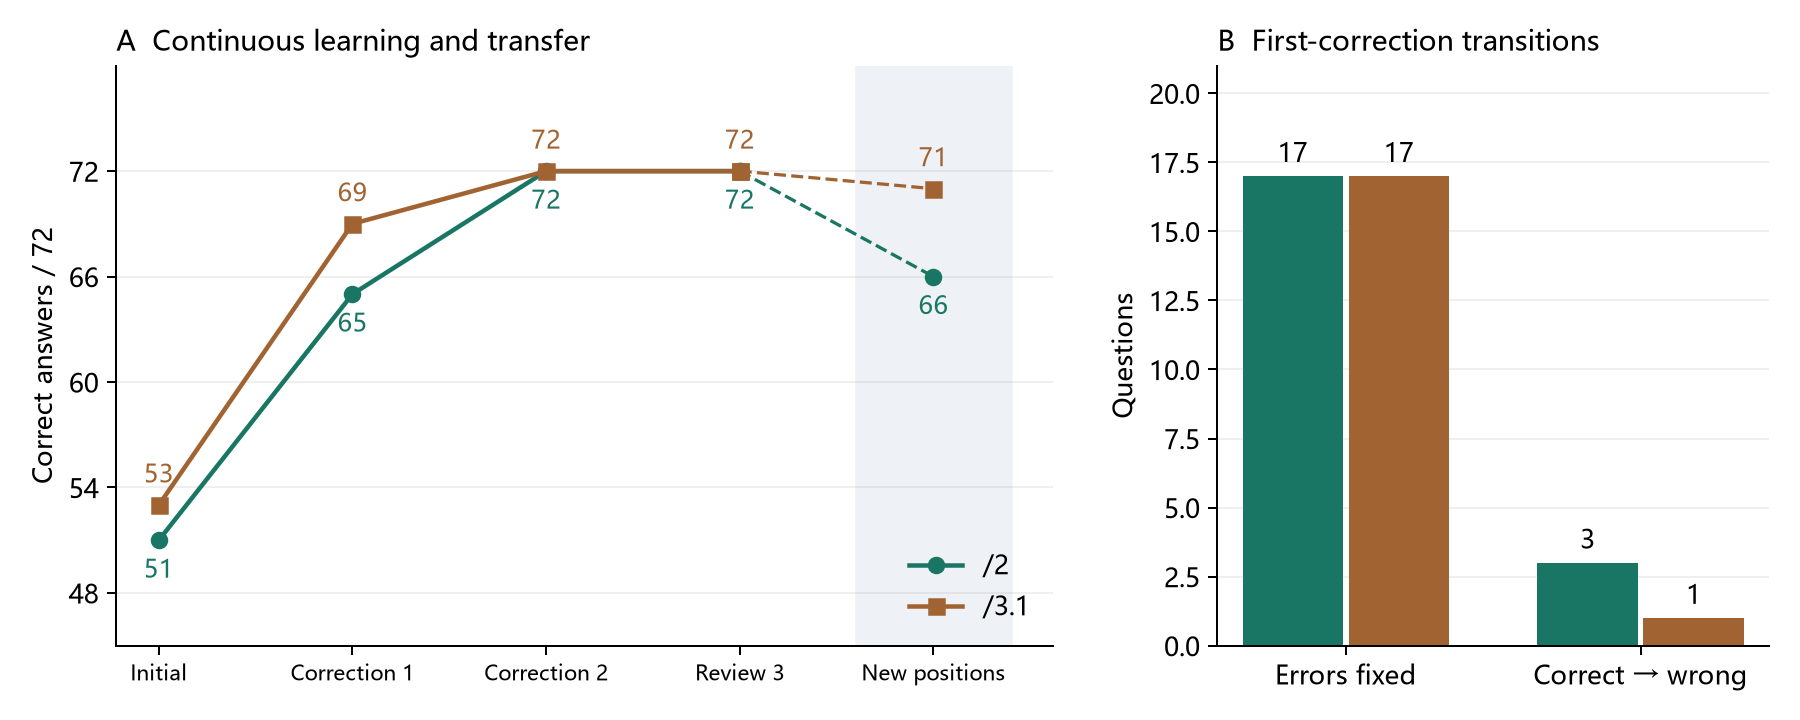 A Continuous learning and transfer
Correct answers / 72
72
66
60
54
48
53
51
69
65
72
72
72
72
71
66
/2
/3.1
Initial
Correction 1
Correction 2
Review 3
New positions
B First-correction transitions
Questions
20.0
17.5
15.0
12.5
10.0
7.5
5.0
2.5
0.0
17
17
3
1
Errors fixed
Correct → wrong